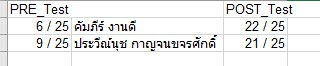 PRE_Test POST_Test
6 / 25 คัมภีร์ งานดี 22 / 25
9 / 25 ประวีณ์นุช กาญจนขจรศักดิ์ 21 / 25